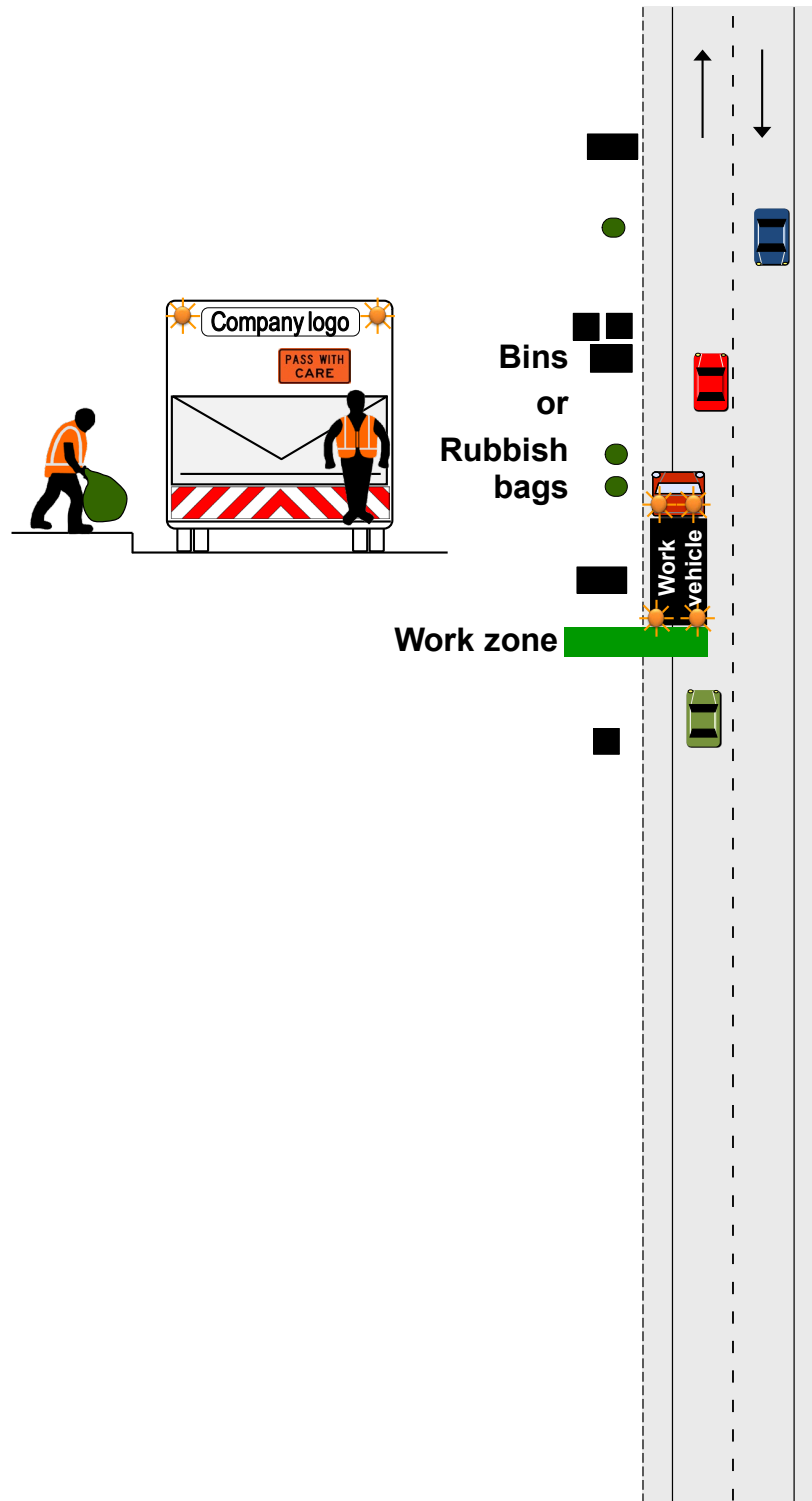 Company logo
PASS WITH
CARE
Bins
or
Rubbish
bags
Work
vehicle
Work zone